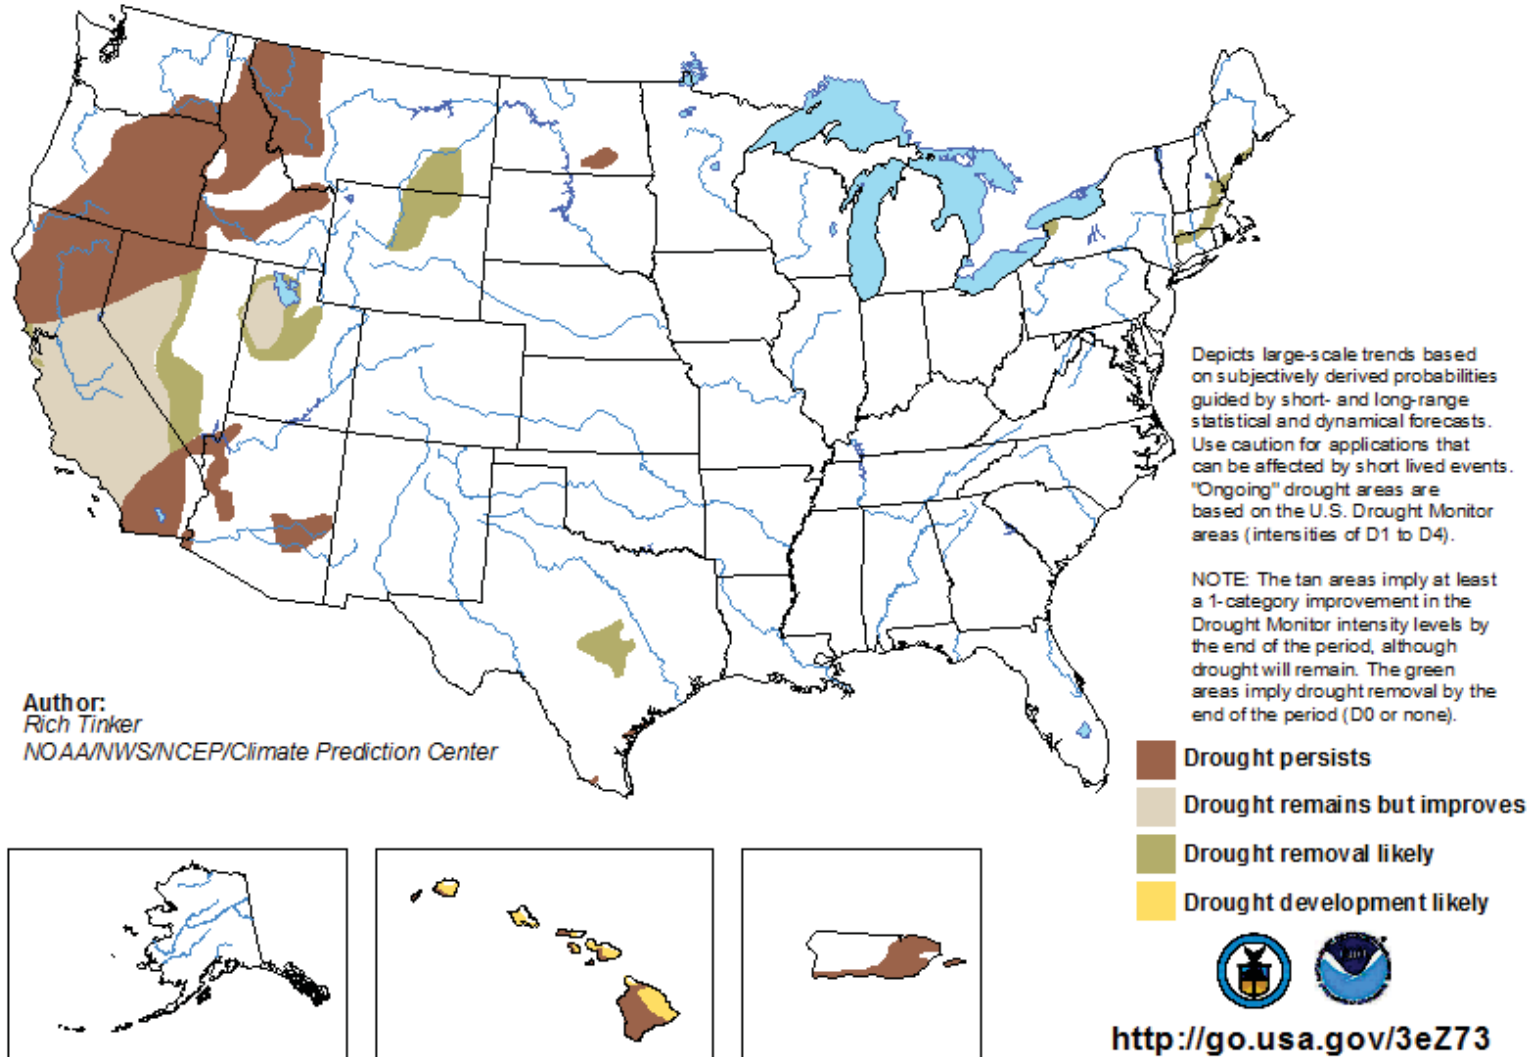 Depicts large-scale trends based
on subjectively derived probabilities
guided by short- and long-range
statistical and dynamical forecasts.
Use caution for applications that
can be affected by short lived events.
"Ongoing" drought areas are
based on the U.S. Drought Monitor
areas (intensities of D1 to D4).
NOTE: The tan areas imply at least
a 1-category improvement in the
Drought Monitor intensity levels by
the end of the period, although
drought will remain. The green
areas imply drought removal by the
end of the period (D0 or none).
Author:
Rich Tinker
NOAA/NWS/NCEP/Climate Prediction Center
Drought persists
Drought remains but improves
Drought removal likely
Drought development likely
http://go.usa.gov/3eZ73